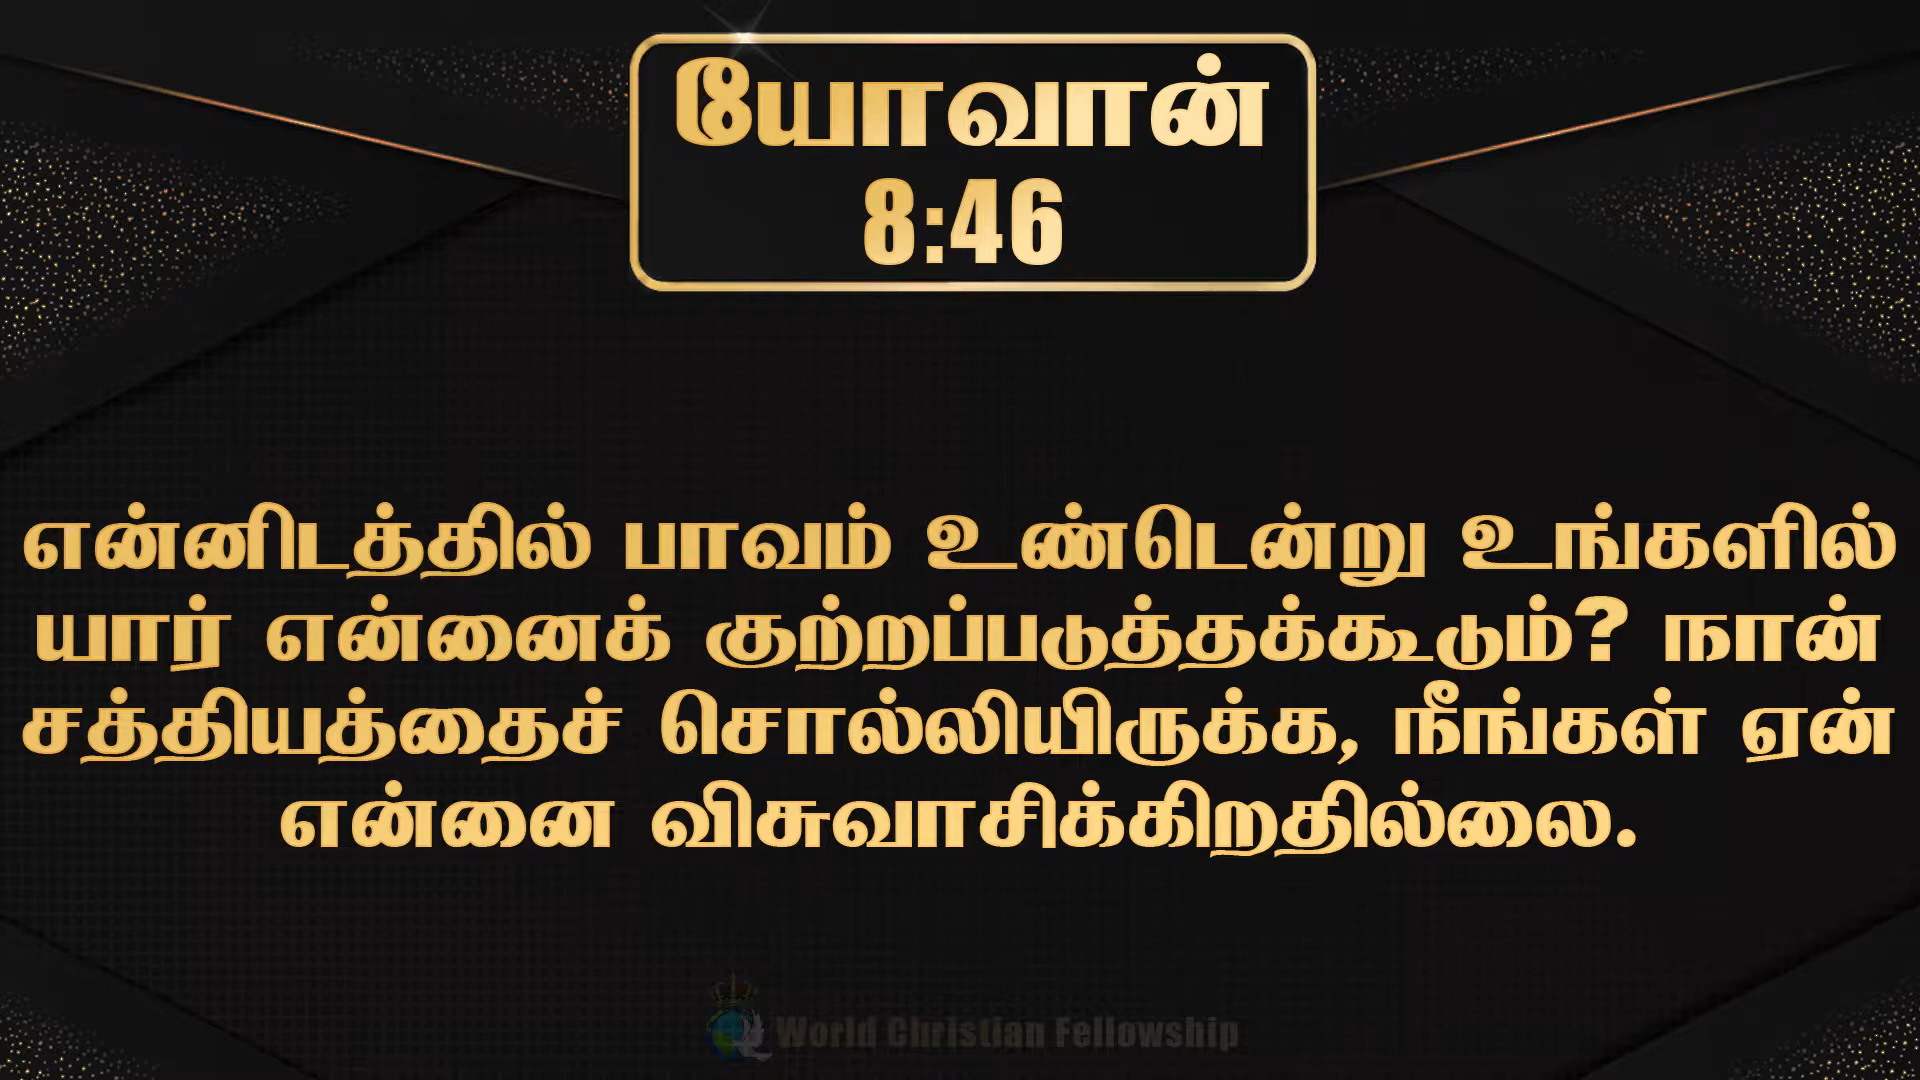 யோவான்
8:46
என்னிடத்தில் பாவம் உண்டென்று உங்களில்
யார் என்னைக் குற்றப்படுத்தக்கூடும்? நான்
சத்தியத்தைச் சொல்லியிருக்க, நீங்கள் ஏன்
என்னை விசுவாசிக்கிறதில்லை.
World Christian Fellowship